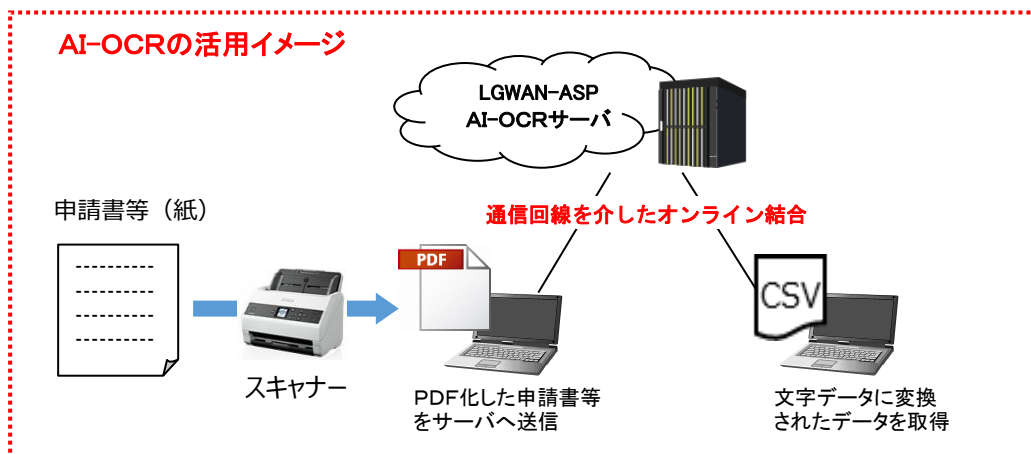 AI-OCRの活用イメージ
LGWAN-ASP
AI-OCRサーバ
申請書等（紙）
通信回線を介したオンライン結合
PDF
CSV
スキャナー
PDF化した申請書等
をサーバへ送信
文字データに変換
されたデータを取得